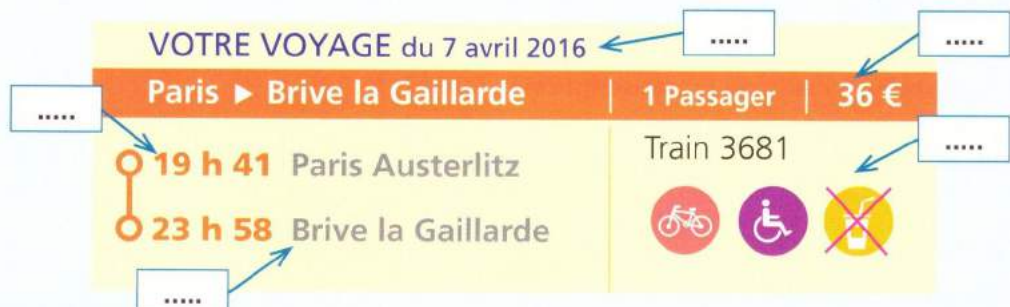 VOTRE VOYAGE du 7 avril 2016
.....
.....
Paris ► Brive la Gaillarde 1 Passager 36 €
.....
19 h 41 Paris Austerlitz
Train 3681
.....
23 h 58 Brive la Gaillarde
.....